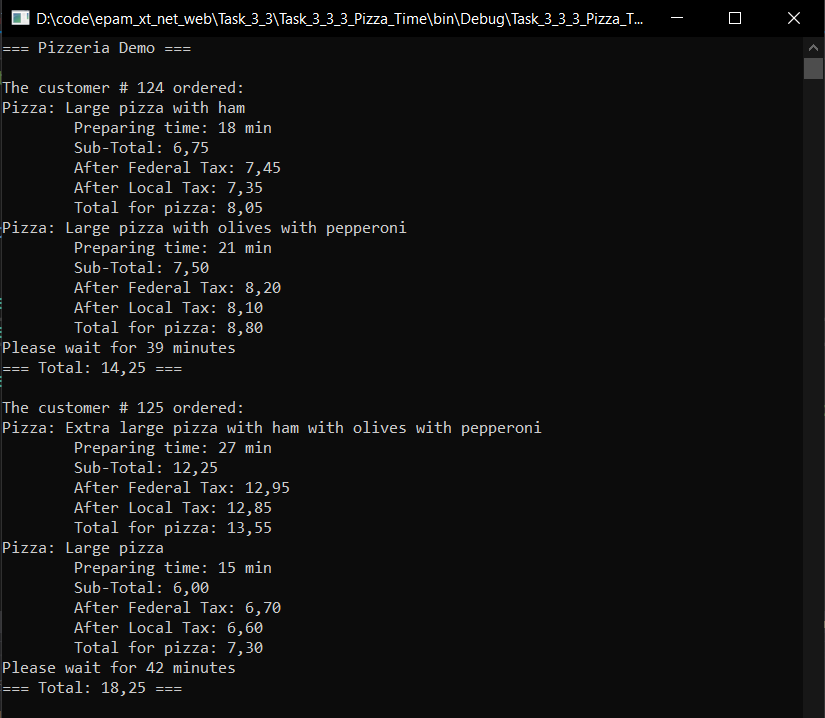 D:\code\epam_xt_net_web\Task_3_3\Task_3_3_3_Pizza_Time\bin\Debug\Task_3_3_3_Pizza_T...
=== Pizzeria Demo ===
The customer # 124 ordered:
Pizza: Large pizza with ham
Preparing time: 18 min
Sub-Total: 6,75
After Federal Tax: 7,45
After Local Tax: 7,35
Total for pizza: 8,05
Pizza: Large pizza with olives with pepperoni
Preparing time: 21 min
Sub-Total: 7,50
After Federal Tax: 8,20
After Local Tax: 8,10
Total for pizza: 8,80
Please wait for 39 minutes
=== Total: 14,25 ===
The customer # 125 ordered:
Pizza: Extra large pizza with ham with olives with pepperoni
Preparing time: 27 min
Sub-Total: 12,25
After Federal Tax: 12,95
After Local Tax: 12,85
Total for pizza: 13,55
Pizza: Large pizza
Preparing time: 15 min
Sub-Total: 6,00
After Federal Tax: 6,70
After Local Tax: 6,60
Total for pizza: 7,30
Please wait for 42 minutes
=== Total: 18,25 ===